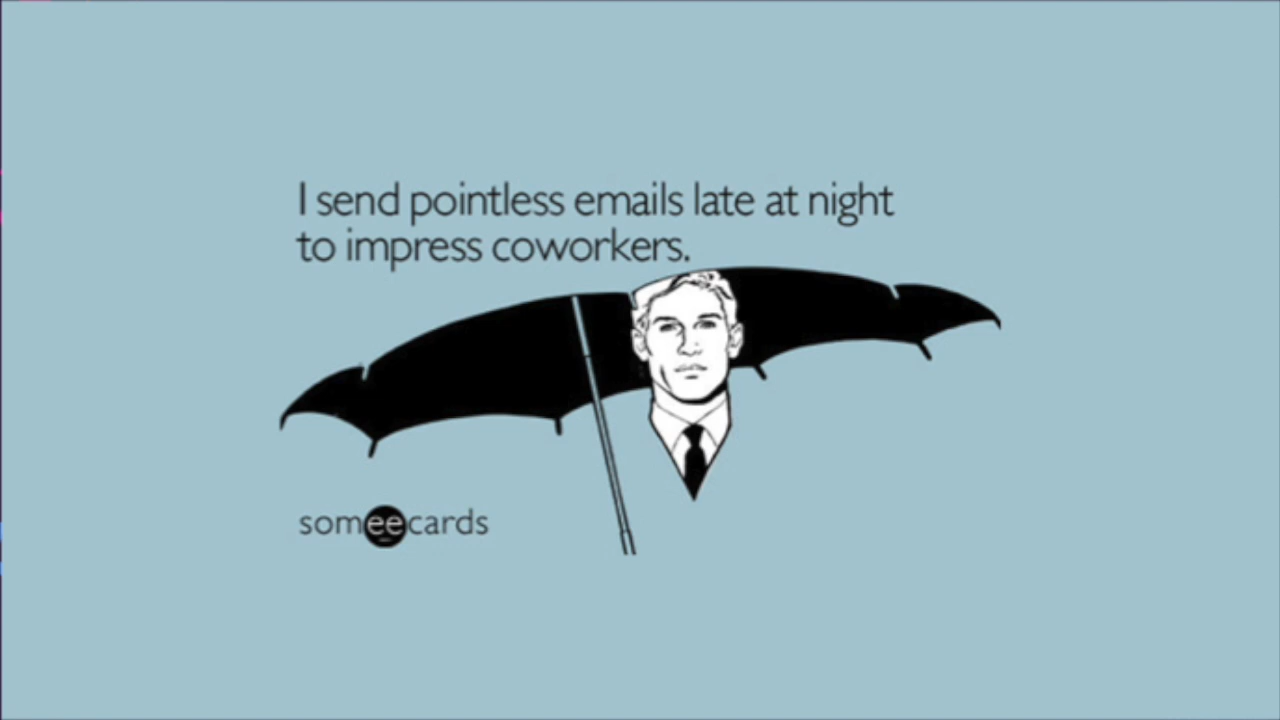 I send pointless emails late at night
to impress coworkers.
someecards